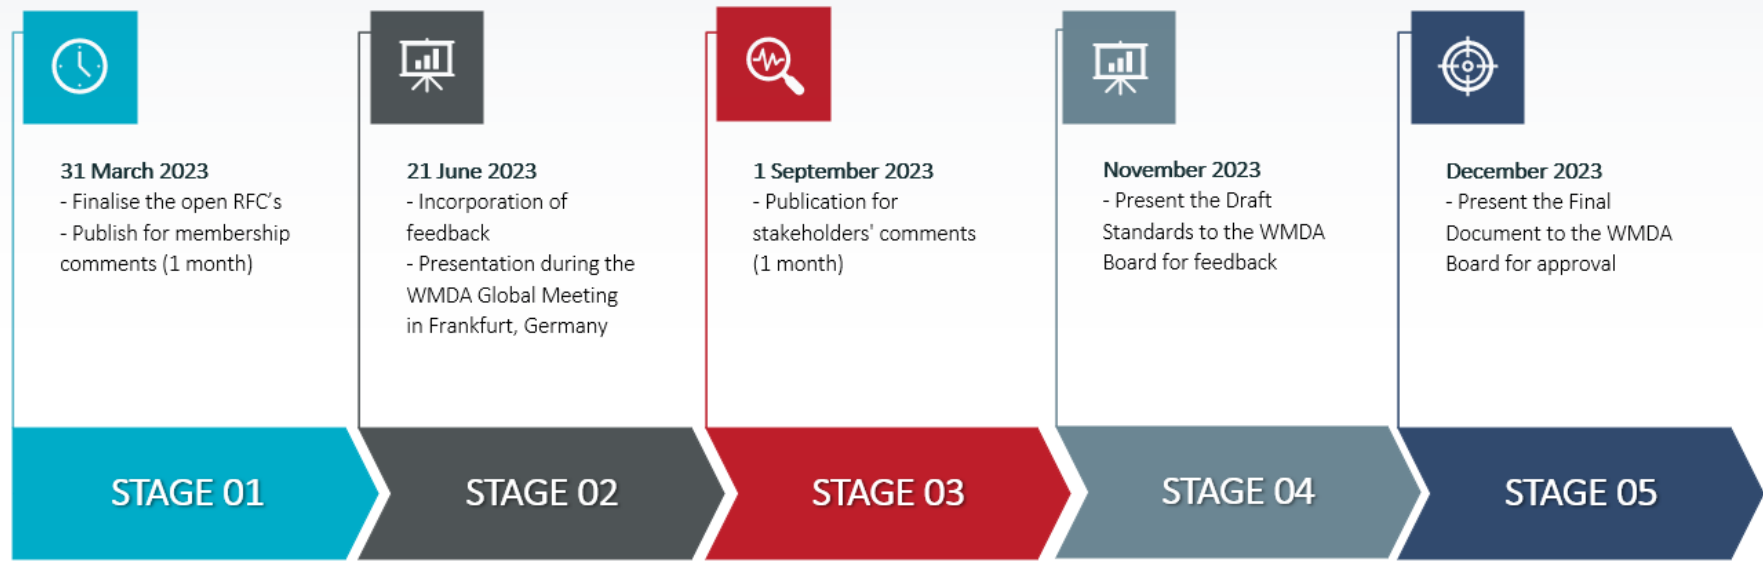 31 March 2023
- Finalise the open RFC's
- Publish for membership
comments (1 month)
21 June 2023
- Incorporation of
feedback
- Presentation during the
WMDA Global Meeting
in Frankfurt, Germany
1 September 2023
- Publication for
stakeholders' comments
(1 month)
November 2023
- Present the Draft
Standards to the WMDA
Board for feedback
December 2023
- Present the Final
Document to the WMDA
Board for approval
STAGE 01
STAGE 02
STAGE 03
STAGE 04
STAGE 05